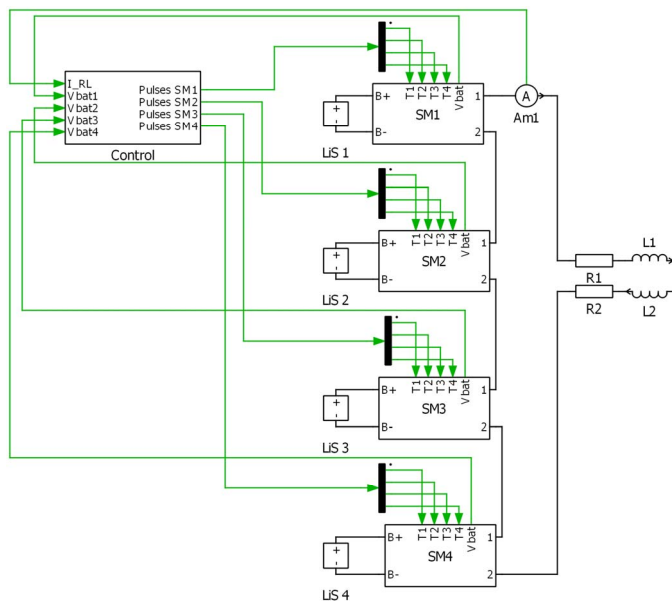 I_RL
Vbat1
Vbat2
Vbat3
Vbat4
Pulses SM1
Pulses SM2
Pulses SM3
Pulses SM4
Control
T1
T2
T3
T4
Vbat
B+
B-
1
2
SM1
LiS 1
A
Am1
T1
T2
T3
T4
Vbat
B+
B-
1
2
SM2
LiS 2
L1
R1
R2
L2
T1
T2
T3
T4
Vbat
B+
B-
1
2
SM3
LiS 3
T1
T2
T3
T4
Vbat
B+
B-
1
2
SM4
LiS 4